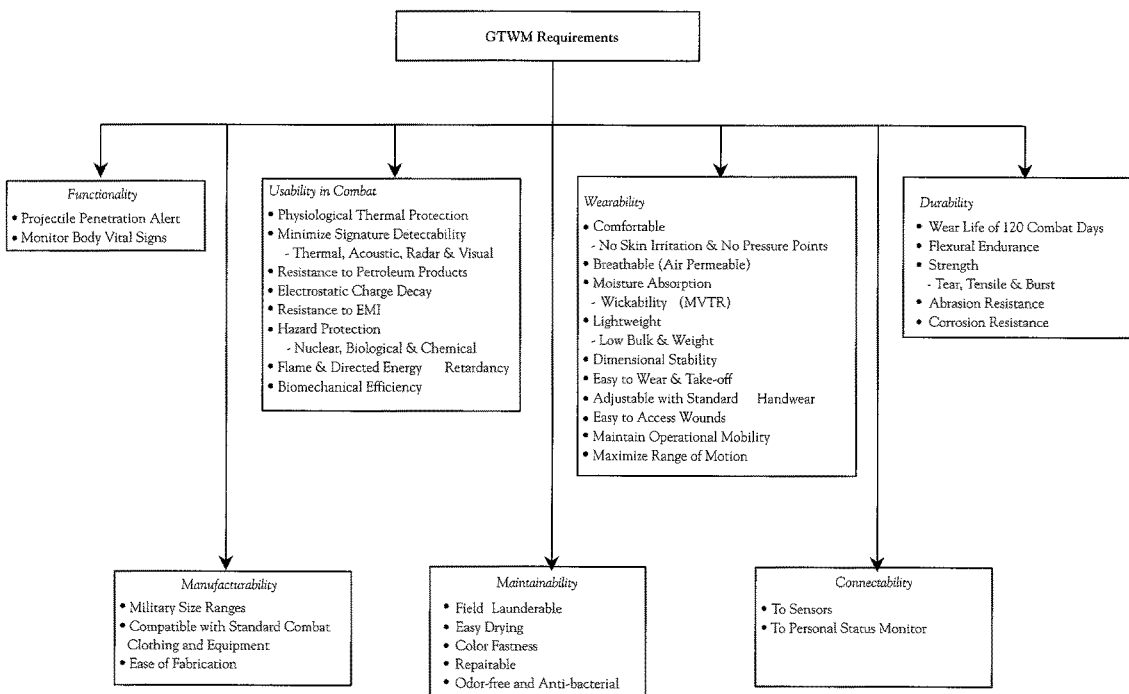 GTWM Requirements
Functionality
• Projectile Penetration Alert
• Monitor Body Vital Signs
Usability in Combat
• Physiological Thermal Protection
• Minimize Signature Detectability
- Thermal, Acoustic, Radar & Visual
• Resistance to Petroleum Products
• Electrostatic Charge Decay
• Resistance to EMI
• Hazard Protection
- Nuclear, Biological & Chemical
• Flame & Directed Energy Retardancy
• Biomechanical Efficiency
Wearability
• Comfortable
- No Skin Irritation & No Pressure Points
• Breathable (Air Permeable)
• Moisture Absorption
- Wickability (MVTR)
• Lightweight
- Low Bulk & Weight
• Dimensional Stability
• Easy to Wear & Take-off
• Adjustable with Standard Handwear
• Easy to Access Wounds
• Maintain Operational Mobility
• Maximize Range of Motion
Durability
• Wear Life of 120 Combat Days
• Flexural Endurance
• Strength
- Tear, Tensile & Burst
• Abrasion Resistance
• Corrosion Resistance
Manufacturability
• Military Size Ranges
• Compatible with Standard Combat
Clothing and Equipment
• Ease of Fabrication
Maintainability
• Field Launderable
• Easy Drying
• Color Fastness
• Repairable
• Odor-free and Anti-bacterial
Connectability
• To Sensors
• To Personal Status Monitor